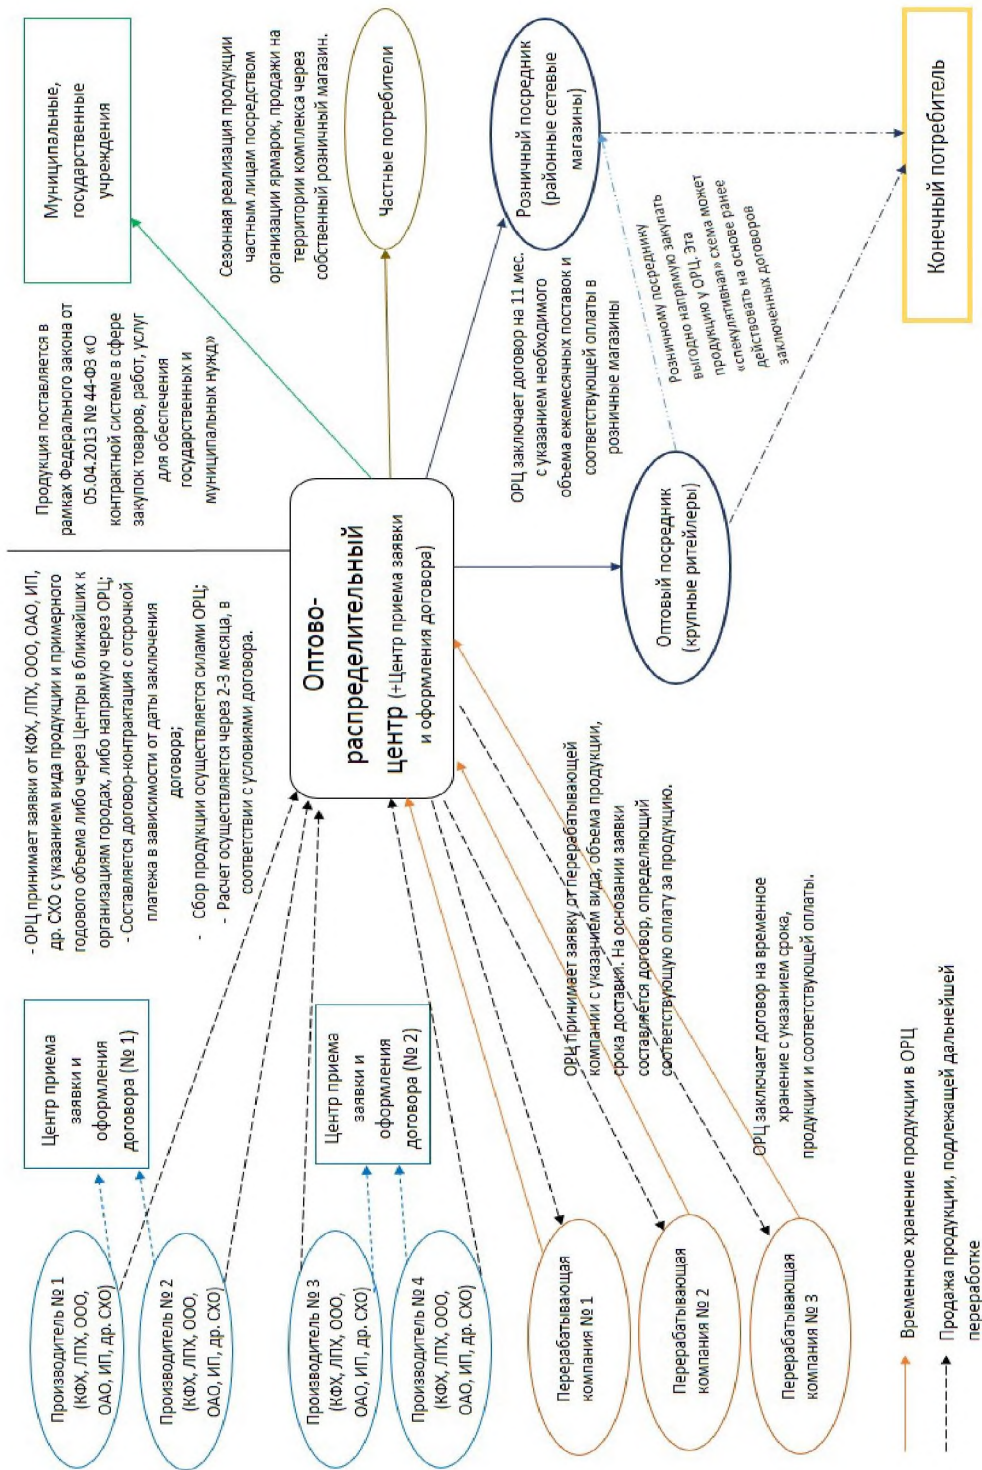 Производитель № 1
(КФХ, ЛПХ, ООО,
ОАО, ИП, др. СХО)
Производитель № 2
(КФХ, ЛПХ, ООО,
ОАО, ИП, др. СХО)
Производитель № 3
(КФХ, ЛПХ, ООО,
ОАО, ИП, др. СХО)
Производитель № 4
(КФХ, ЛПХ, ООО,
ОАО, ИП, др. СХО)
Перерабатывающая
компания № 1
Перерабатывающая
компания № 2
Перерабатывающая
компания № 3
Центр приема
заявки и
оформления
договора (№ 1)
Центр приема
заявки и
оформления
договора (№ 2)
- ОРЦ принимает заявки от КФХ, ЛПХ, ООО, ОАО, ИП,
др. СХО с указанием вида продукции и примерного
годового объема либо через Центры в ближайших к
организациям городах, либо напрямую через ОРЦ;
- Составляется договор-контрактация с отсрочкой
платежа в зависимости от даты заключения
договора;
- Сбор продукции осуществляется силами ОРЦ;
- Расчет осуществляется через 2-3 месяца, в
соответствии с условиями договора.
ОРЦ принимает заявку от перерабатывающей
компании с указанием вида, объема продукции,
срока доставки. На основании заявки
составляется договор, определяющий
соответствующую оплату за продукцию.
ОРЦ заключает договор на временное
хранение с указанием срока,
продукции и соответствующей оплаты.
Оптово-
распределительный
центр (+Центр приема заявки
и оформления договора)
Продукция поставляется в
рамках Федерального закона от
05.04.2013 № 44-ФЗ «О
контрактной системе в сфере
закупок товаров, работ, услуг
для обеспечения
государственных и
муниципальных нужд»
Муниципальные,
государственные
учреждения
Сезонная реализация продукции
частным лицам посредством
организации ярмарок, продажи на
территории комплекса через
собственный розничный магазин.
Частные потребители
ОРЦ заключает договор на 11 мес.
с указанием необходимого
объема ежемесячных поставок и
соответствующей оплаты в
розничные магазины
Розничный посредник
(районные сетевые
магазины)
Оптовый посредник
(крупные ритейлеры)
Розничному посреднику
выгодно напрямую закупать
продукцию у ОРЦ. Эта
«спекулятивная» схема может
действовать на основе ранее
заключенных договоров
Конечный потребитель
Временное хранение продукции в ОРЦ
Продажа продукции, подлежащей дальнейшей
переработке